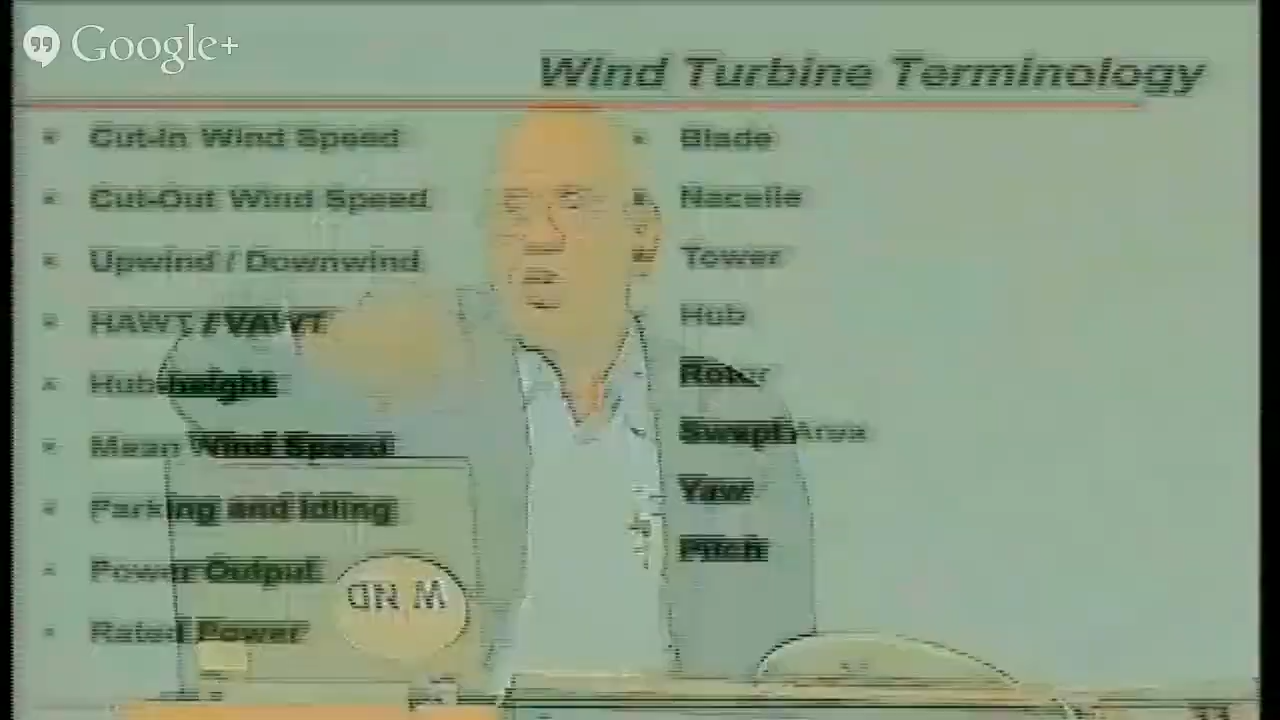 Google+
Wind Turbine Terminology
Cut-In Wind Speed
Cut-Out Wind Speed
Upwind / Downwind
HAWT / VAWT
Hub height
Mean Wind Speed
Parking and Idling
Power Output
Rated Power
Blade
Nacelle
Tower
Hub
Rotor
Swept Area
Yaw
Pitch